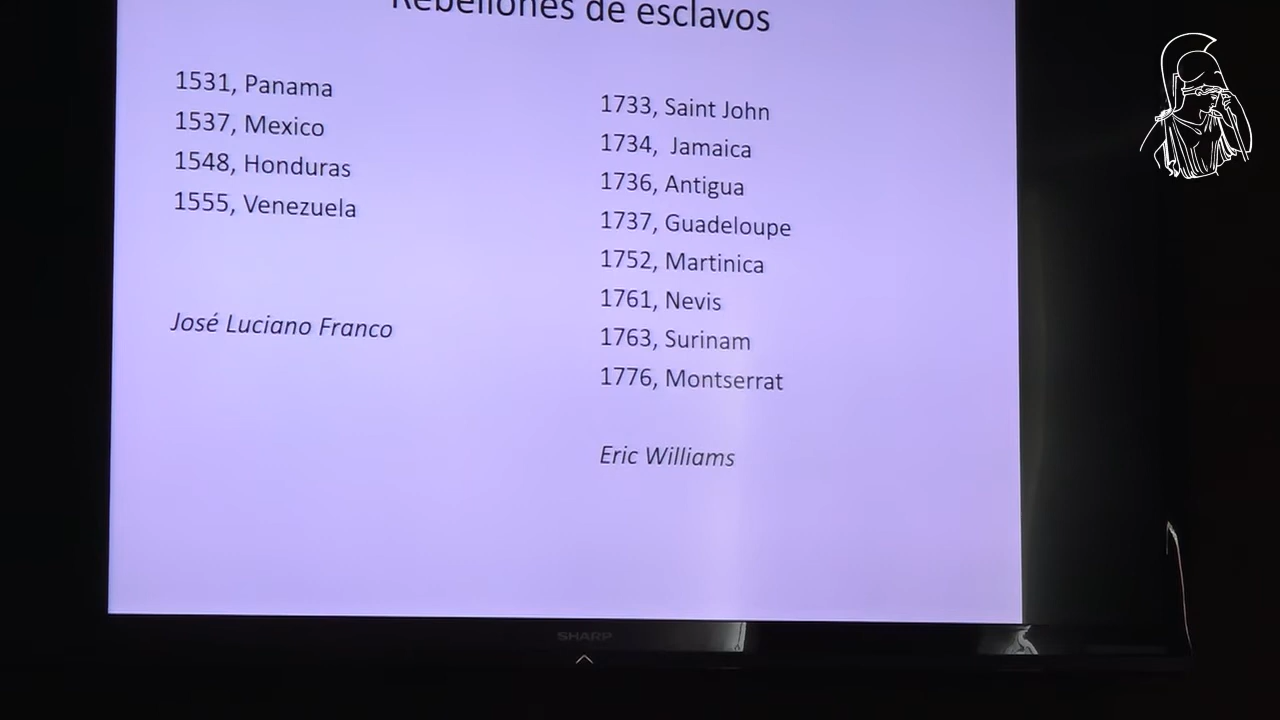 Rebeliones de esclavos
1531, Panama
1537, Mexico
1548, Honduras
1555, Venezuela
José Luciano Franco
1733, Saint John
1734, Jamaica
1736, Antigua
1737, Guadeloupe
1752, Martinica
1761, Nevis
1763, Surinam
1776, Montserrat
Eric Williams
SHARP